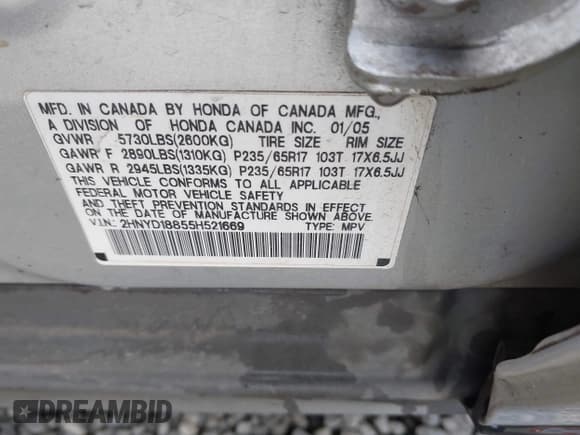 MFD. IN CANADA BY HONDA OF CANADA MFG.,
A DIVISION OF HONDA CANADA INC. 01/05
GVWR 5730LBS(2600KG) TIRE SIZE RIM SIZE
GAWR F 2890LBS(1310KG) P235/65R17 103T 17X6.5JJ
GAWR R 2945LBS(1335KG) P235/65R17 103T 17X6.5JJ
THIS VEHICLE CONFORMS TO ALL APPLICABLE
FEDERAL MOTOR VEHICLE SAFETY
AND THEFT PREVENTION STANDARDS IN EFFECT
ON THE DATE OF MANUFACTURE SHOWN ABOVE.
V.I.N.: 2HNYD18855H521669 TYPE: MPV
DREAMBID